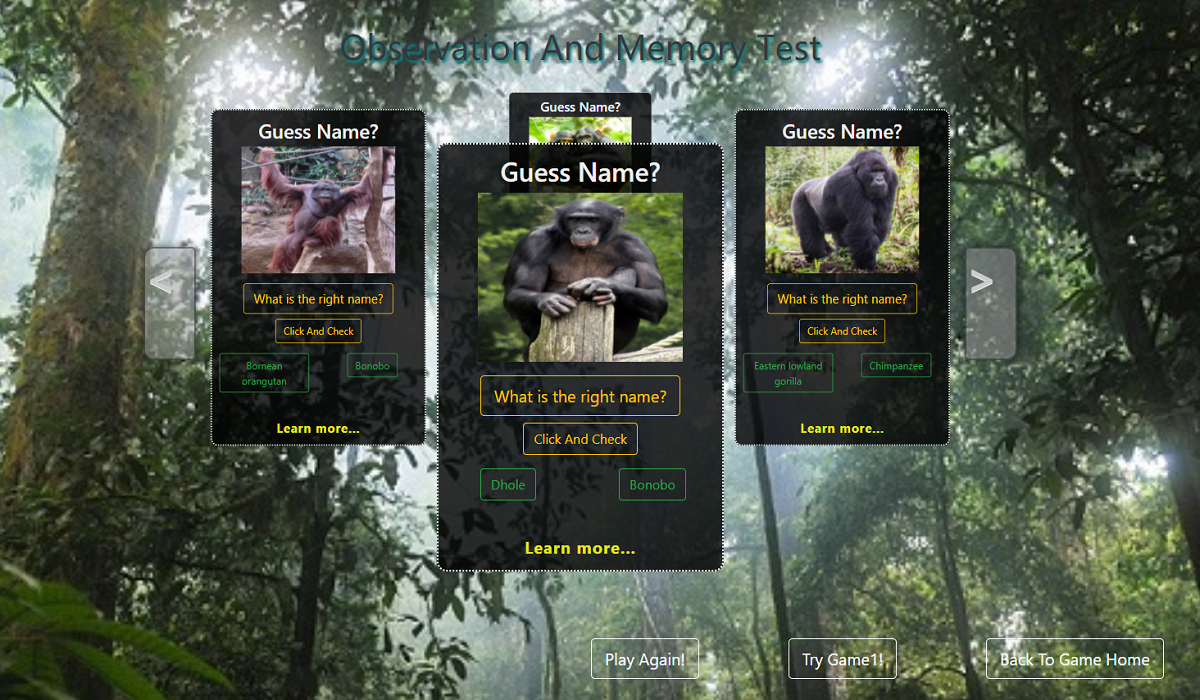 Observation And Memory Test
Guess Name?
Guess Name?
What is the right name?
Click And Check
Bornean
orangutan
Bonobo
Learn more...
Guess Name?
What is the right name?
Click And Check
Dhole
Bonobo
Learn more...
Guess Name?
What is the right name?
Click And Check
Eastern lowland
gorilla
Chimpanzee
Learn more...
<
>
Play Again!
Try Game1!
Back To Game Home